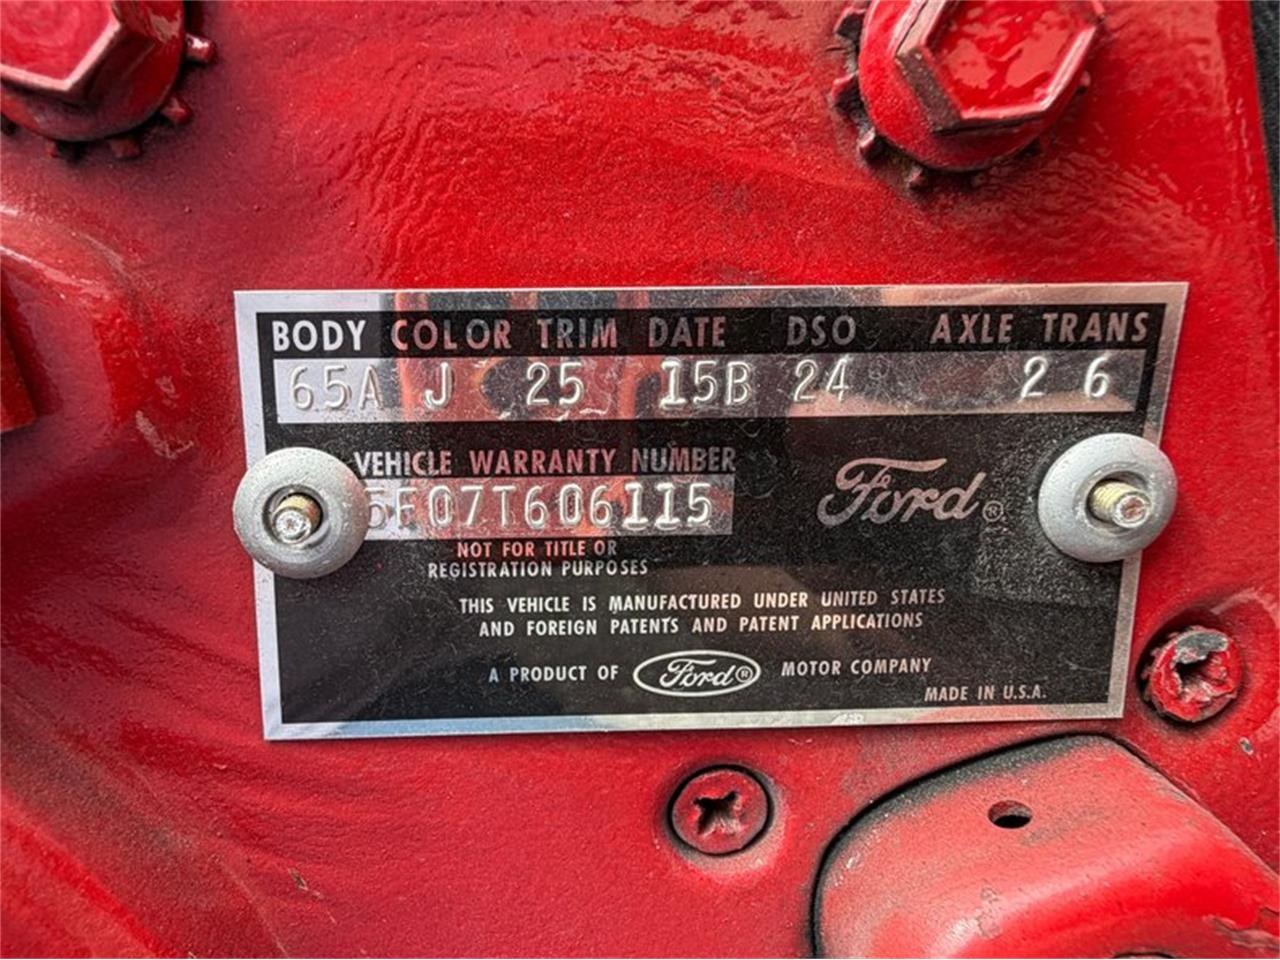 BODY COLOR TRIM DATE DSO AXLE TRANS
65A J 25 15B 24 2 6
VEHICLE WARRANTY NUMBER
5F07T606115
NOT FOR TITLE OR
REGISTRATION PURPOSES
Ford®
THIS VEHICLE IS MANUFACTURED UNDER UNITED STATES
AND FOREIGN PATENTS AND PATENT APPLICATIONS
A PRODUCT OF Ford® MOTOR COMPANY
MADE IN U.S.A.